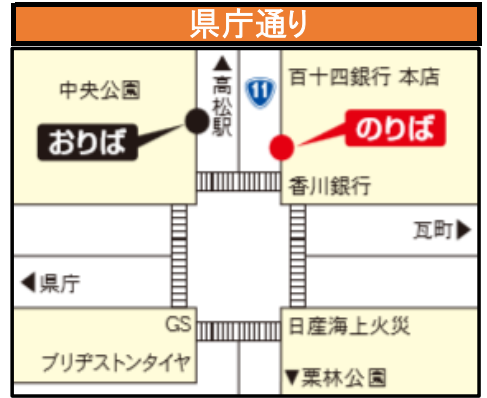 県庁通り
中央公園
▲高松駅
11
百十四銀行 本店
おりば
のりば
香川銀行
瓦町▶
◀県庁
GS
日産海上火災
ブリヂストンタイヤ
▼栗林公園